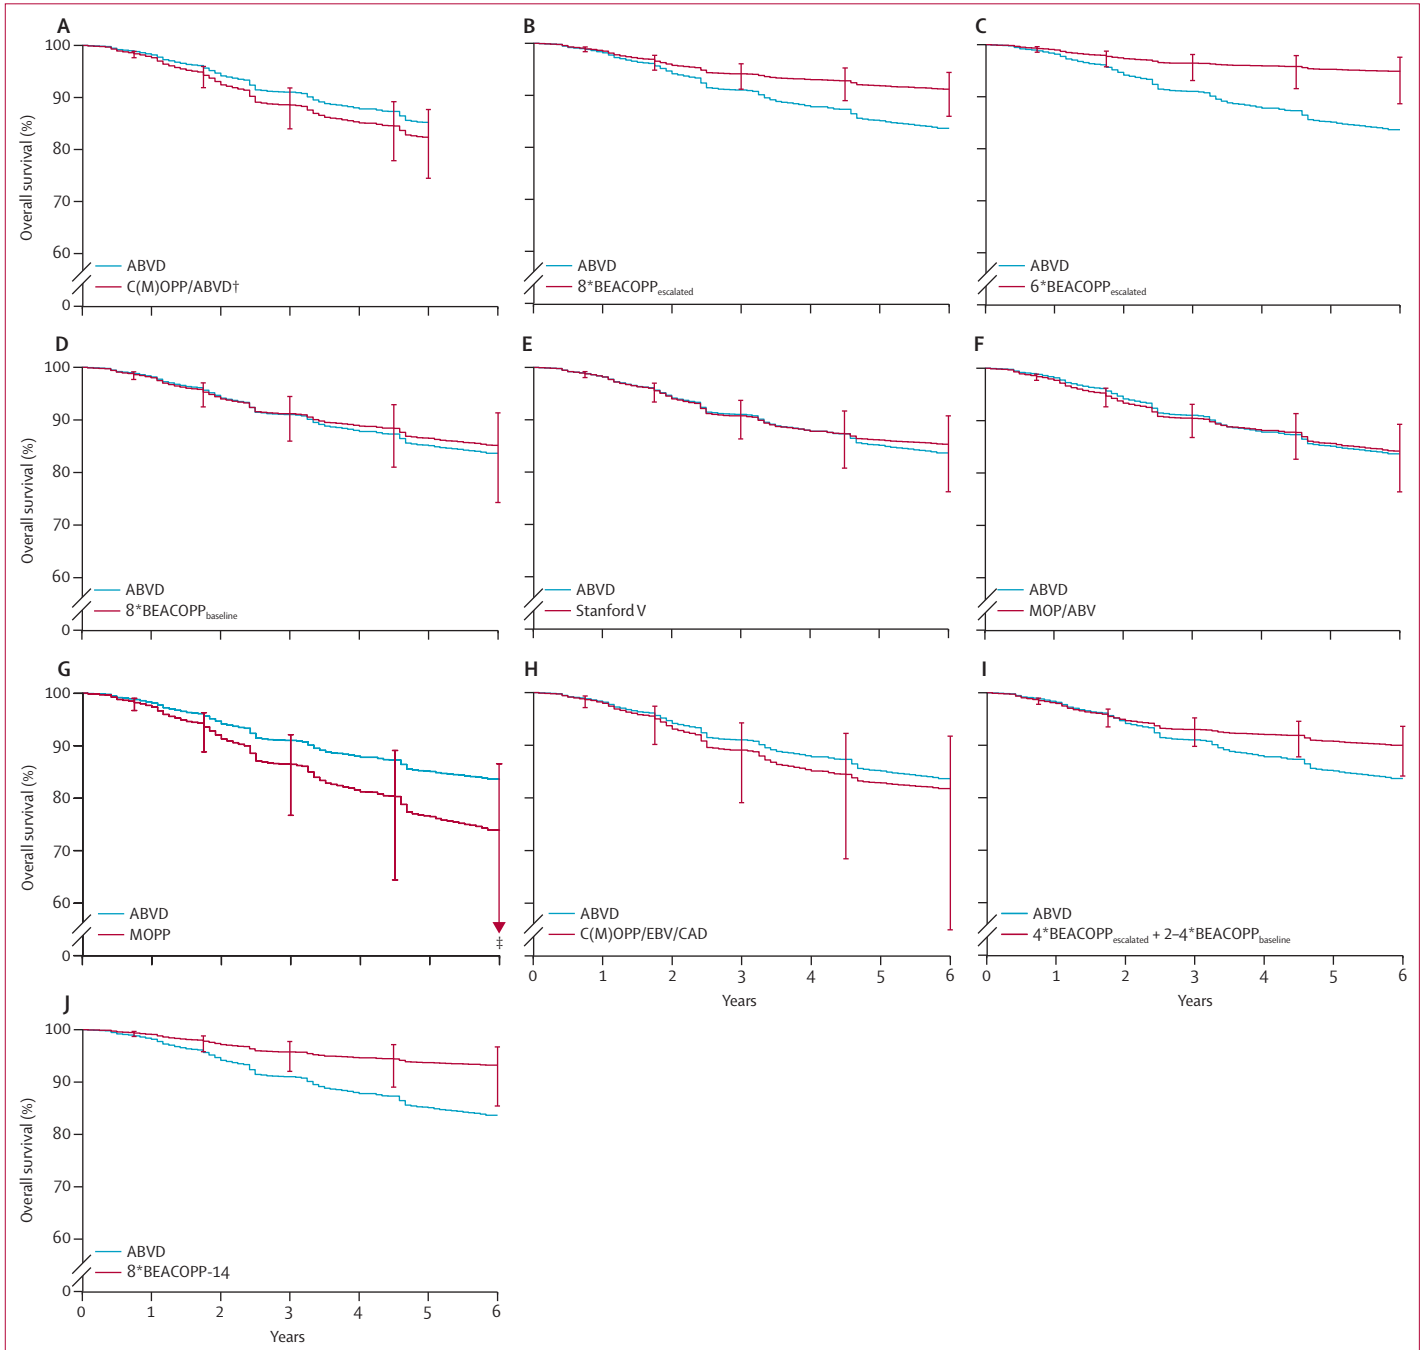 A
100
90
80
70
60
0
Overall survival (%)
ABVD
C(M)OPP/ABVD†
B
ABVD
8*BEACOPPescalated
C
ABVD
6*BEACOPPescalated
D
100
90
80
70
60
0
Overall survival (%)
ABVD
8*BEACOPPbaseline
E
ABVD
Stanford V
F
ABVD
MOP/ABV
G
100
90
80
70
60
0
Overall survival (%)
ABVD
MOPP
‡
H
ABVD
C(M)OPP/EBV/CAD
0 1 2 3 4 5 6
Years
I
ABVD
4*BEACOPPescalated + 2–4*BEACOPPbaseline
0 1 2 3 4 5 6
Years
J
100
90
80
70
60
0
Overall survival (%)
ABVD
8*BEACOPP-14
0 1 2 3 4 5 6
Years